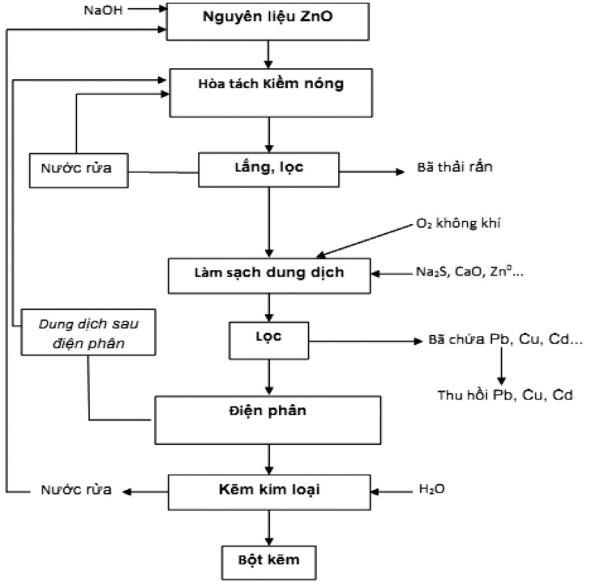 NaOH
Nguyên liệu ZnO
Hòa tách Kiềm nóng
Nước rửa
Lắng, lọc
Bã thải rắn
O₂ không khí
Làm sạch dung dịch
Na₂S, CaO, Zn⁰...
Dung dịch sau
điện phân
Lọc
Bã chứa Pb, Cu, Cd...
Thu hồi Pb, Cu, Cd
Điện phân
Nước rửa
Kẽm kim loại
H₂O
Bột kẽm